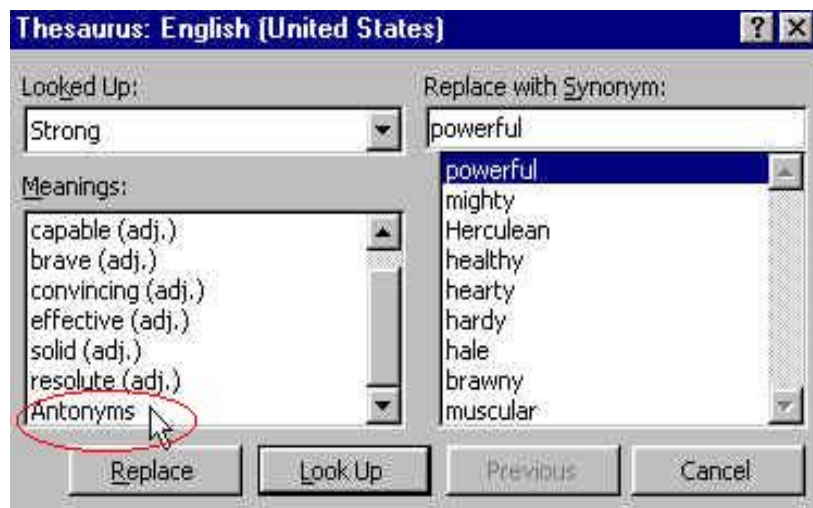 Thesaurus: English (United States)
Looked Up:
Strong
Meanings:
capable (adj.)
brave (adj.)
convincing (adj.)
effective (adj.)
solid (adj.)
resolute (adj.)
Antonyms
Replace with Synonym:
powerful
powerful
mighty
Herculean
healthy
hearty
hardy
hale
brawny
muscular
Replace
Look Up
Previous
Cancel